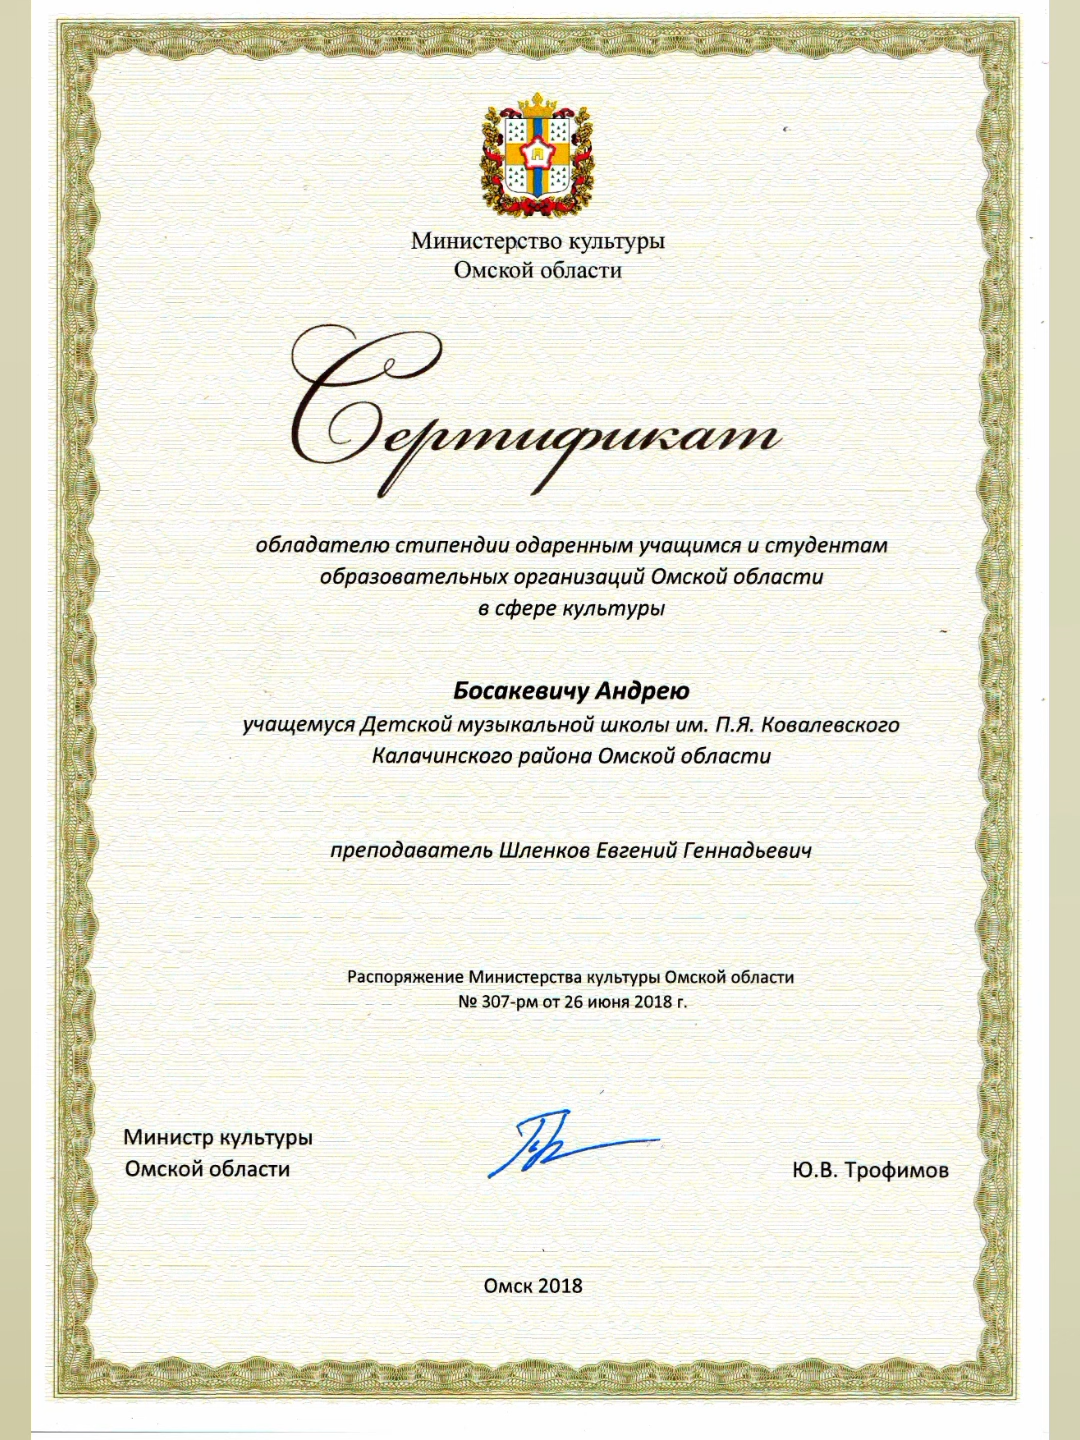 Министерство культуры
Омской области
Сертификат
обладателю стипендии одаренным учащимся и студентам
образовательных организаций Омской области
в сфере культуры
Босакевичу Андрею
учащемуся Детской музыкальной школы им. П.Я. Ковалевского
Калачинского района Омской области
преподаватель Шленков Евгений Геннадьевич
Распоряжение Министерства культуры Омской области
№ 307-рм от 26 июня 2018 г.
Министр культуры
Омской области
Ю.В. Трофимов
Омск 2018